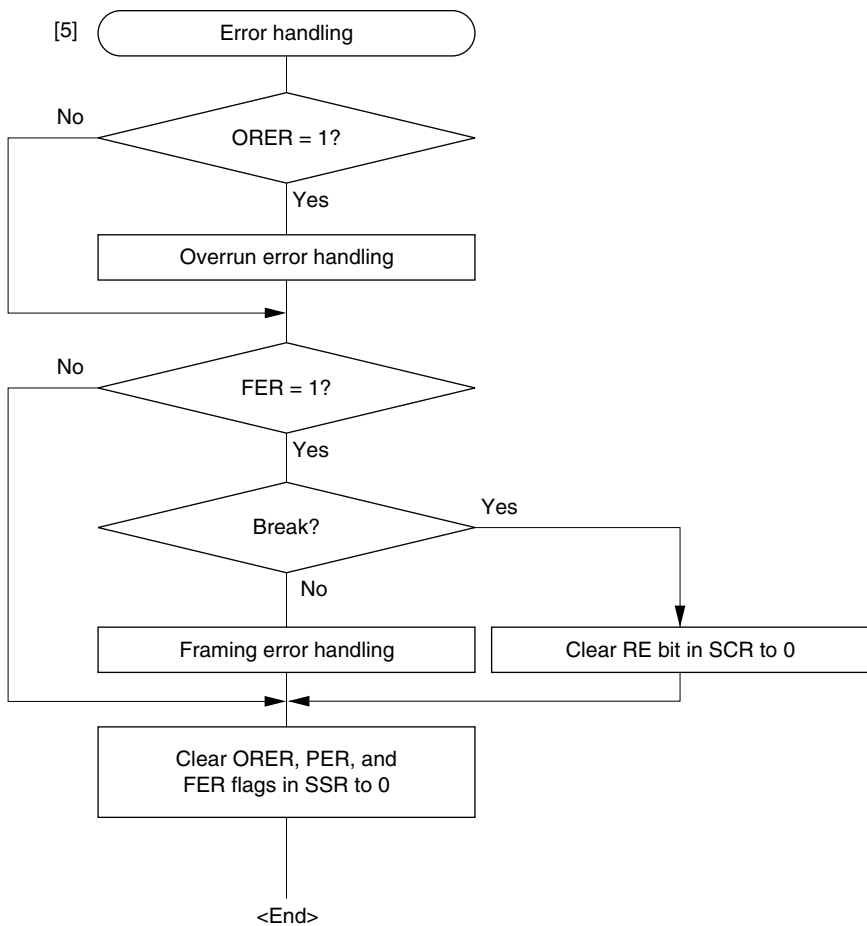 [5]
Error handling
No
ORER = 1?
Yes
Overrun error handling
No
FER = 1?
Yes
Break?
Yes
No
Framing error handling
Clear RE bit in SCR to 0
Clear ORER, PER, and
FER flags in SSR to 0
<End>